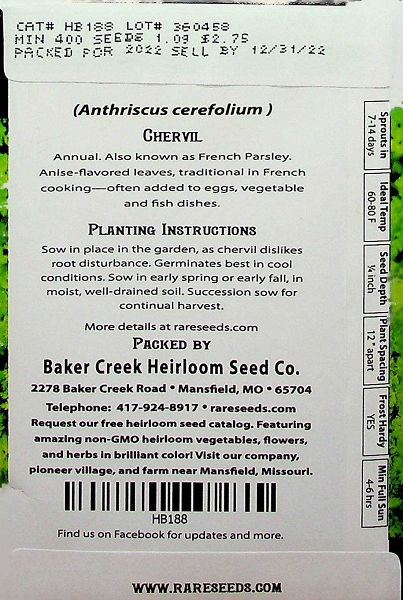 CAT# HB188 LOT# 360458
MIN 400 SEEDS 1.0g $2.75
PACKED FOR 2022 SELL BY 12/31/22
(Anthriscus cerefolium )
CHERVIL
Annual. Also known as French Parsley.
Anise-flavored leaves, traditional in French
cooking—often added to eggs, vegetable
and fish dishes.
PLANTING INSTRUCTIONS
Sow in place in the garden, as chervil dislikes
root disturbance. Germinates best in cool
conditions. Sow in early spring or early fall, in
moist, well-drained soil. Succession sow for
continual harvest.
More details at rareseeds.com
PACKED BY
Baker Creek Heirloom Seed Co.
2278 Baker Creek Road • Mansfield, MO • 65704
Telephone: 417-924-8917 • rareseeds.com
Request our free heirloom seed catalog. Featuring
amazing non-GMO heirloom vegetables, flowers,
and herbs in brilliant color! Visit our company,
pioneer village, and farm near Mansfield, Missouri.
HB188
Find us on Facebook for updates and more.
WWW.RARESEEDS.COM
Sprouts in
7-14 days
Ideal Temp
60-80 F
Seed Depth
¼ inch
Plant Spacing
12 " apart
Frost Hardy
YES
Min Full Sun
4-6 hrs